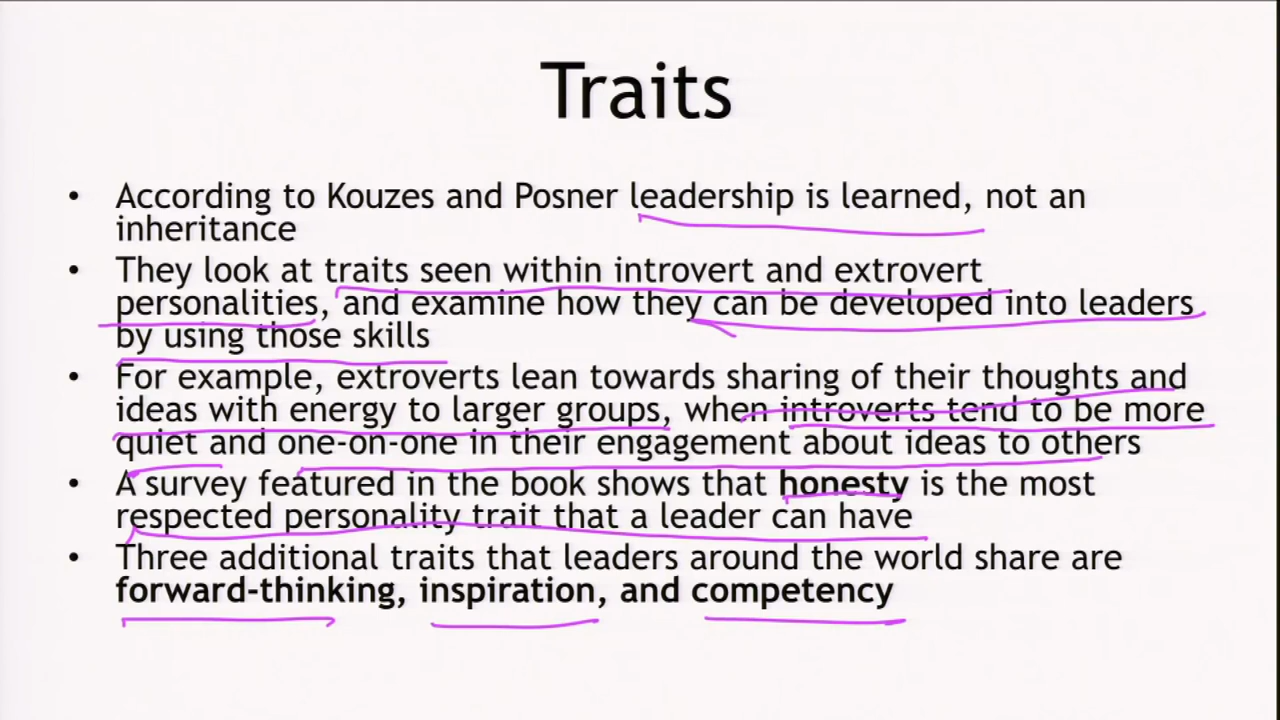 Traits
• According to Kouzes and Posner leadership is learned, not an
inheritance
• They look at traits seen within introvert and extrovert
personalities, and examine how they can be developed into leaders
by using those skills
• For example, extroverts lean towards sharing of their thoughts and
ideas with energy to larger groups, when introverts tend to be more
quiet and one-on-one in their engagement about ideas to others
• A survey featured in the book shows that honesty is the most
respected personality trait that a leader can have
• Three additional traits that leaders around the world share are
forward-thinking, inspiration, and competency